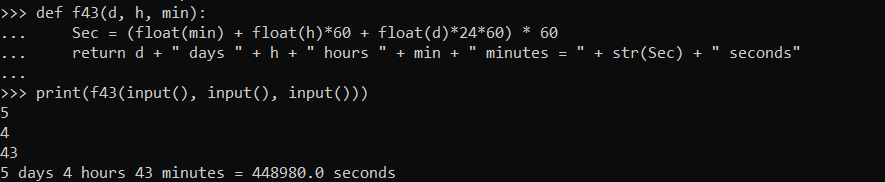 >>> def f43(d, h, min):
...     Sec = (float(min) + float(h)*60 + float(d)*24*60) * 60
...     return d + " days " + h + " hours " + min + " minutes = " + str(Sec) + " seconds"
...
>>> print(f43(input(), input(), input()))
5
4
43
5 days 4 hours 43 minutes = 448980.0 seconds